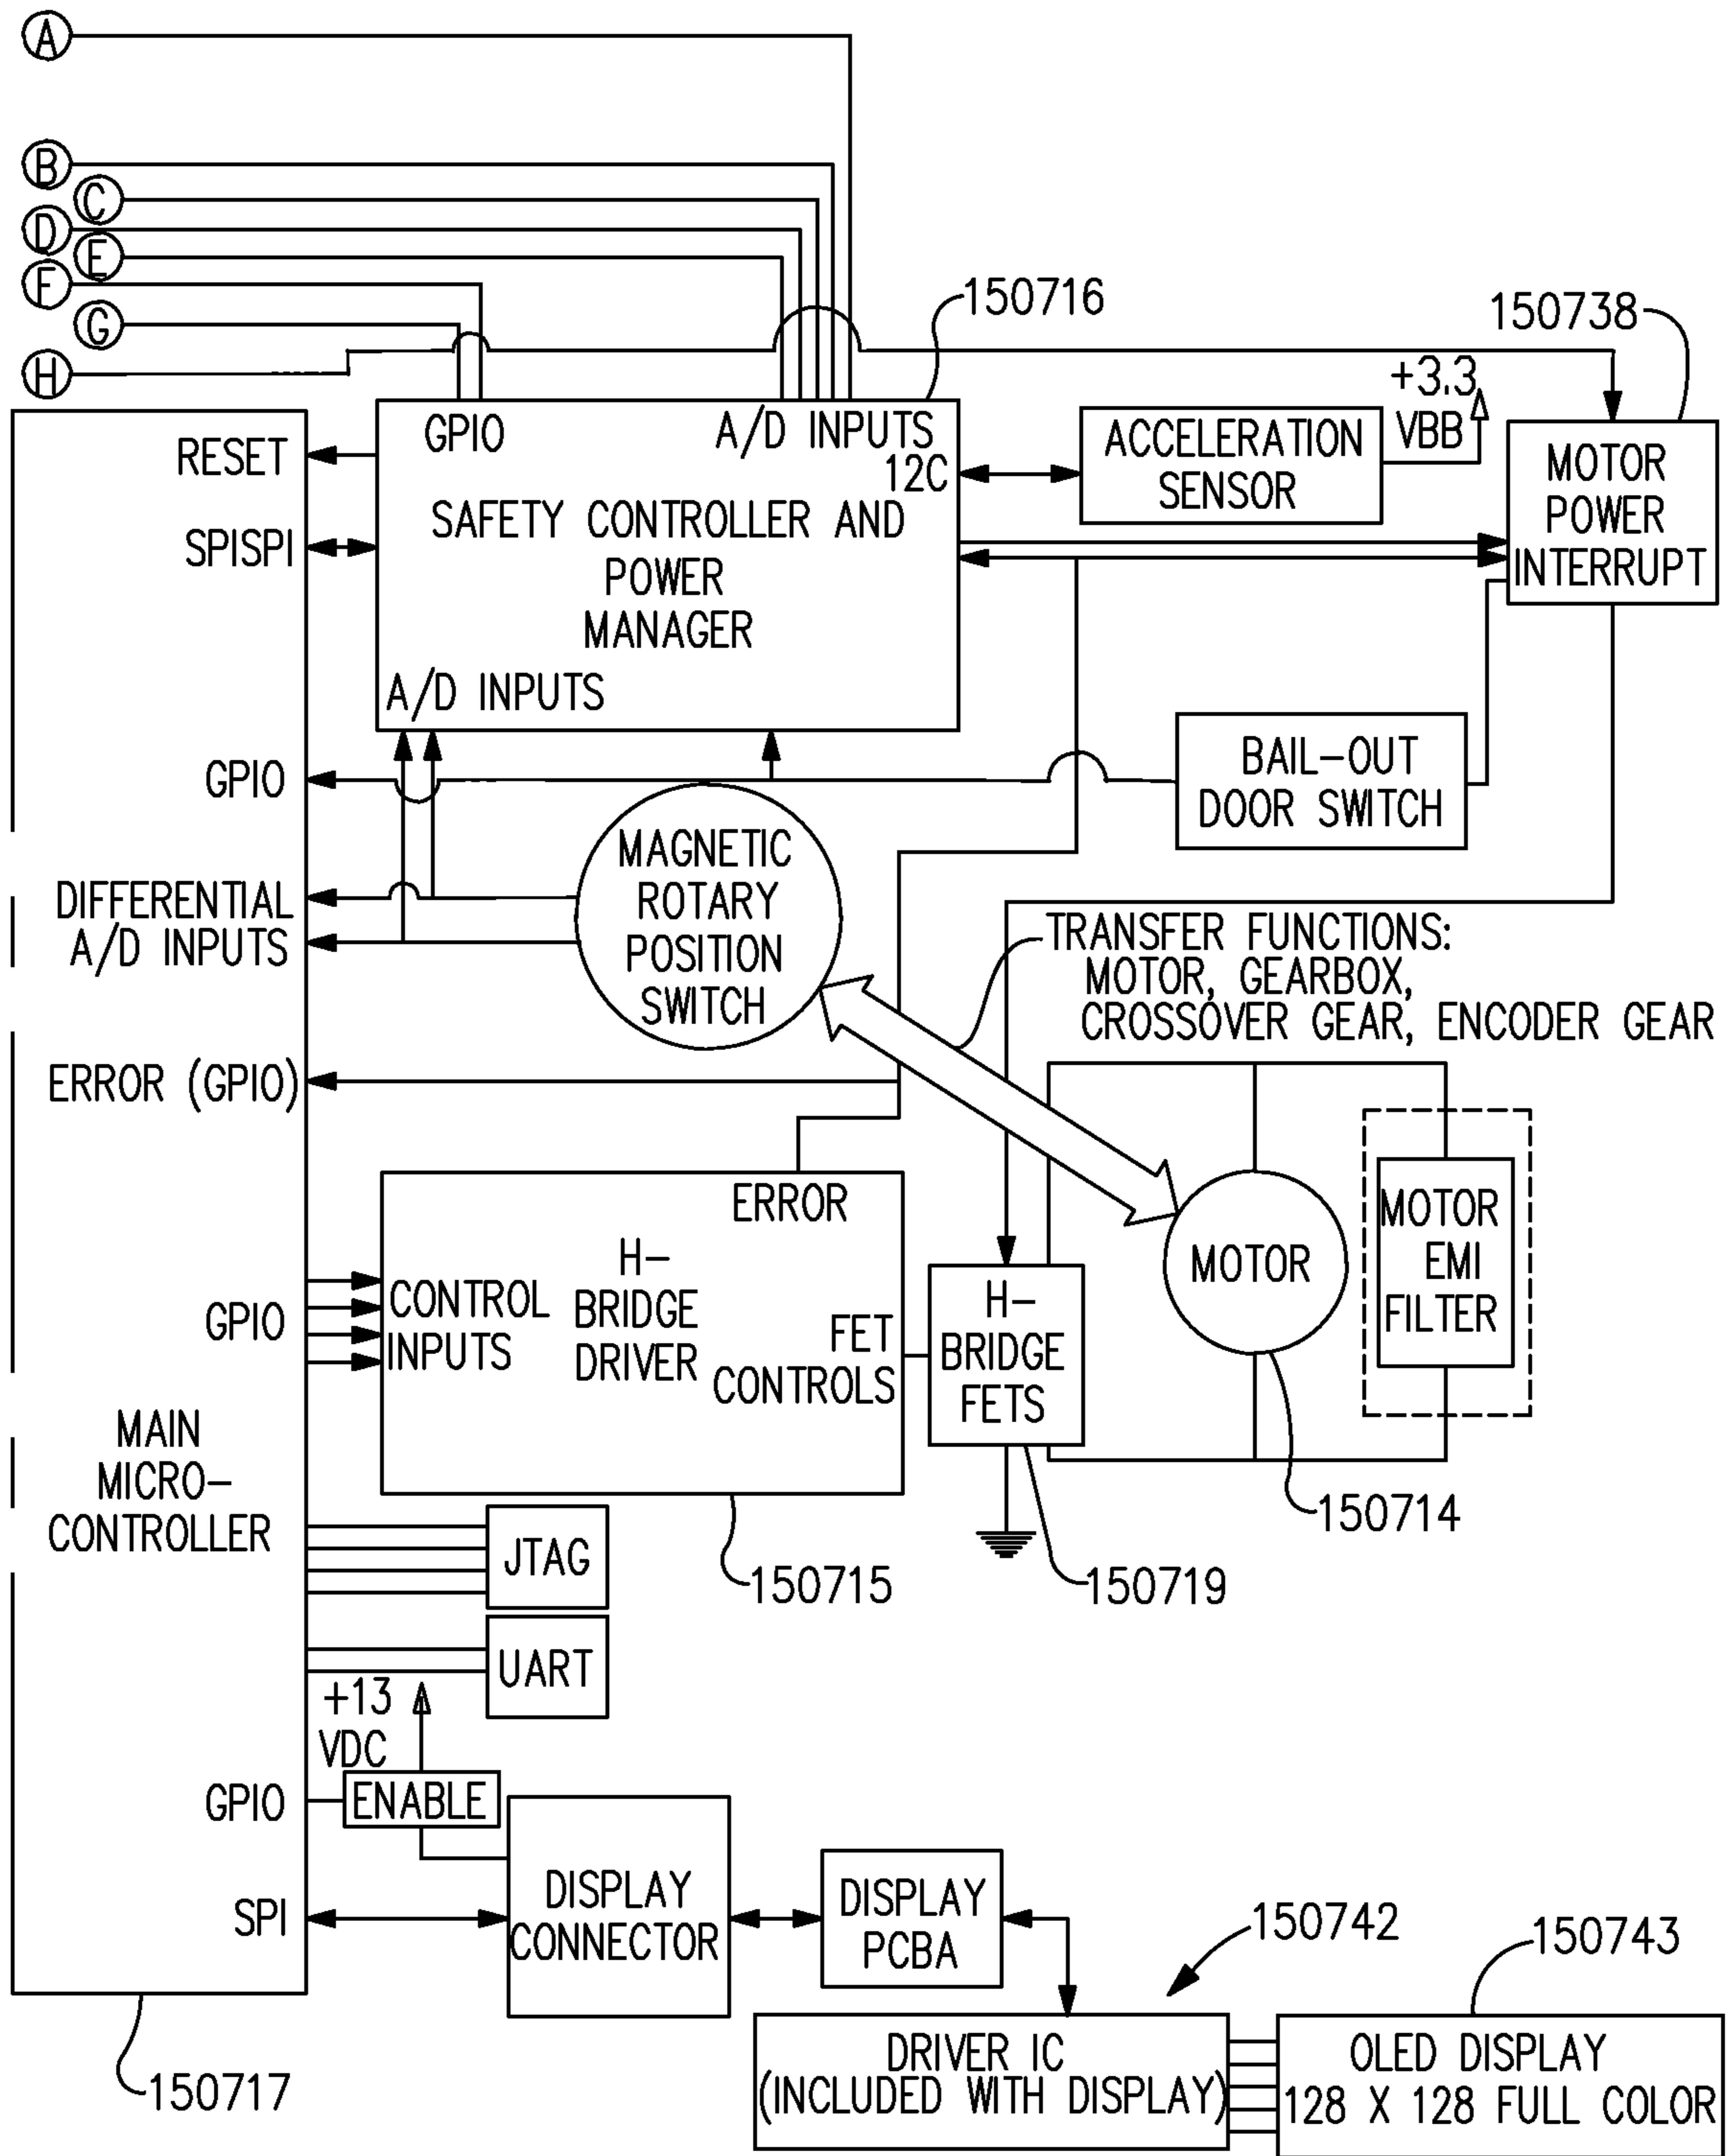 A
B
C
D
E
F
G
H
150716
150738
+3.3
VBB
RESET
SPISPI
GPIO
DIFFERENTIAL
A/D INPUTS
ERROR (GPIO)
GPIO
MAIN
MICRO-
CONTROLLER
GPIO
SPI
150717
GPIO
A/D INPUTS
12C
SAFETY CONTROLLER AND
POWER
MANAGER
A/D INPUTS
ACCELERATION
SENSOR
MOTOR
POWER
INTERRUPT
BAIL-OUT
DOOR SWITCH
MAGNETIC
ROTARY
POSITION
SWITCH
TRANSFER FUNCTIONS:
MOTOR, GEARBOX,
CROSSOVER GEAR, ENCODER GEAR
ERROR
CONTROL
INPUTS
H-
BRIDGE
DRIVER
FET
CONTROLS
150715
H-
BRIDGE
FETS
150719
MOTOR
150714
MOTOR
EMI
FILTER
JTAG
UART
+13
VDC
ENABLE
DISPLAY
CONNECTOR
DISPLAY
PCBA
150742
150743
DRIVER IC
(INCLUDED WITH DISPLAY)
OLED DISPLAY
128 X 128 FULL COLOR